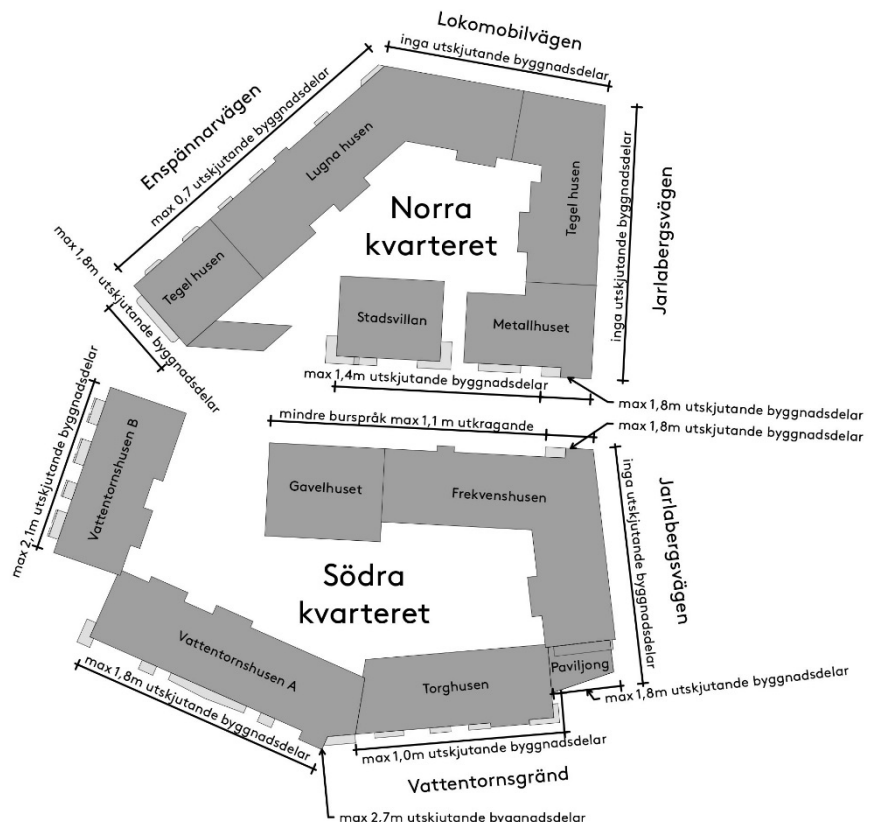 Lokomobilvägen
inga utskjutande byggnadsdelar
Ensپännarvägen
max 0,7 utskjutande byggnadsdelar
Lugna husen
Tegel husen
inga utskjutande byggnadsdelar
Jarlabergsvägen
Norra
kvarteret
max 1,8m utskjutande byggnadsdelar
Tegel husen
Stadsvillan
Metallhuset
max 1,4m utskjutande byggnadsdelar
max 1,8m utskjutande byggnadsdelar
mindre burspråk max 1,1 m utkragande
max 1,8m utskjutande byggnadsdelar
max 2,1m utskjutande byggnadsdelar
Vattentornshusen B
Gavelhuset
Frekvenshusen
inga utskjutande byggnadsdelar
Jarlabergsvägen
Södra
kvarteret
Vattentornshusen A
max 1,8m utskjutande byggnadsdelar
Torghusen
Paviljong
max 1,8m utskjutande byggnadsdelar
max 1,0m utskjutande byggnadsdelar
Vattentornsgränd
max 2,7m utskjutande byggnadsdelar